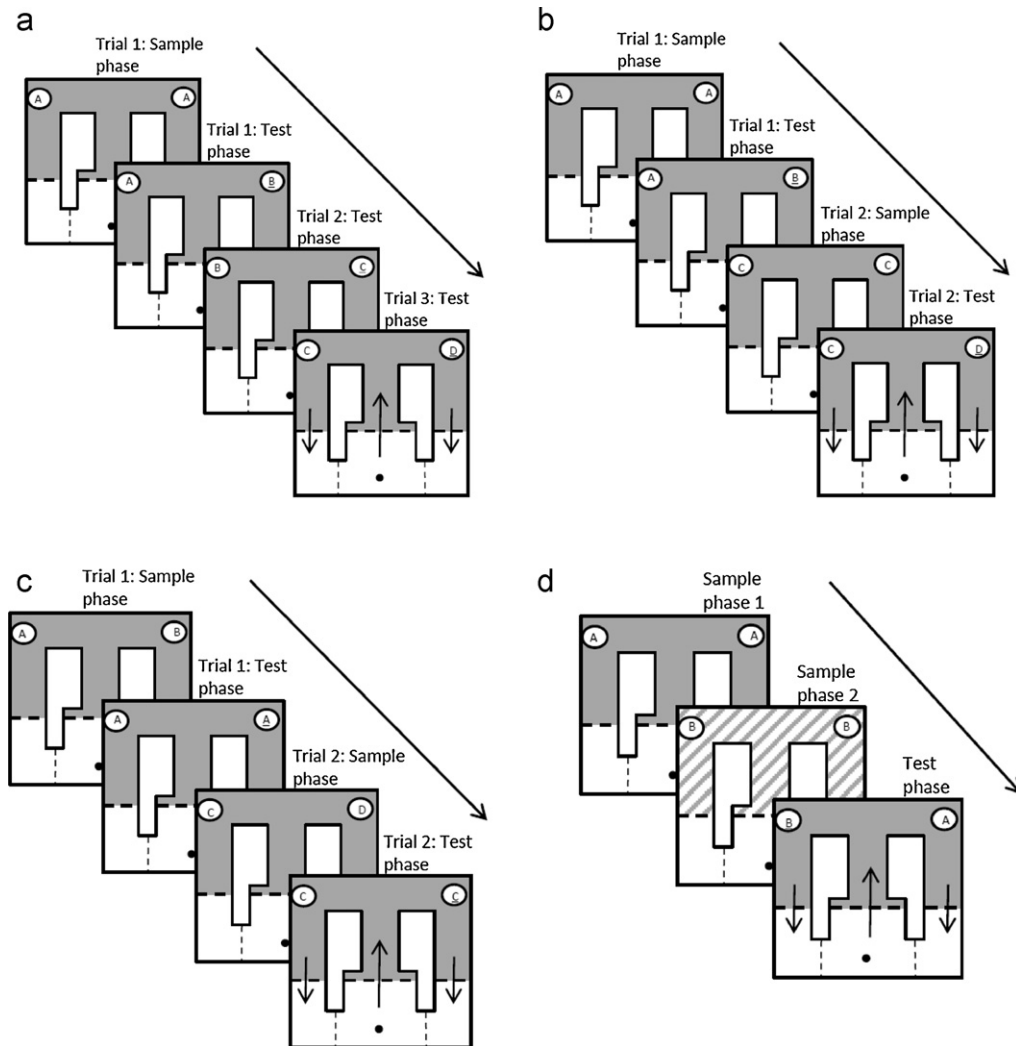 a
Trial 1: Sample
phase
A A
Trial 1: Test
phase
A B
Trial 2: Test
phase
B C
Trial 3: Test
phase
C D
b
Trial 1: Sample
phase
A A
Trial 1: Test
phase
A B
Trial 2: Sample
phase
C C
Trial 2: Test
phase
C D
c
Trial 1: Sample
phase
A B
Trial 1: Test
phase
A A
Trial 2: Sample
phase
C D
Trial 2: Test
phase
C C
d
Sample
phase 1
A A
Sample
phase 2
B B
Test
phase
B A